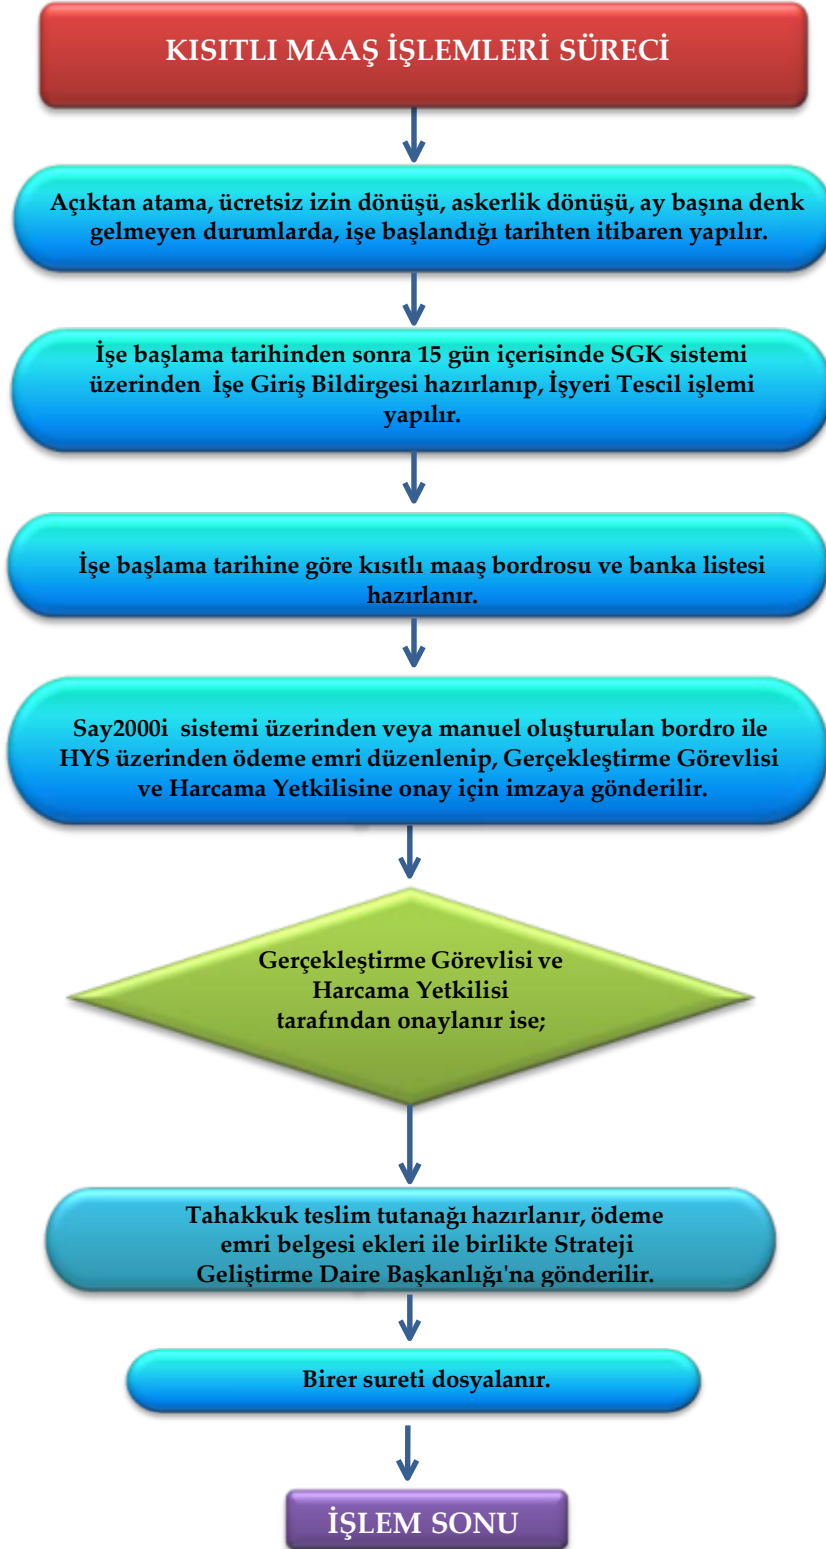 KISITLI MAAŞ İŞLEMLERİ SÜRECİ
Açıktan atama, ücretsiz izin dönüşü, askerlik dönüşü, ay başına denk
gelmeyen durumlarda, işe başlandığı tarihten itibaren yapılır.
İşe başlama tarihinden sonra 15 gün içerisinde SGK sistemi
üzerinden İşe Giriş Bildirgesi hazırlanıp, İşyeri Tescil işlemi
yapılır.
İşe başlama tarihine göre kısıtlı maaş bordrosu ve banka listesi
hazırlanır.
Say2000i sistemi üzerinden veya manuel oluşturulan bordro ile
HYS üzerinden ödeme emri düzenlenip, Gerçekleştirme Görevlisi
ve Harcama Yetkilisine onay için imzaya gönderilir.
Gerçekleştirme Görevlisi ve
Harcama Yetkilisi
tarafından onaylanır ise;
Tahakkuk teslim tutanağı hazırlanır, ödeme
emri belgesi ekleri ile birlikte Strateji
Geliştirme Daire Başkanlığı'na gönderilir.
Birer sureti dosyalanır.
İŞLEM SONU